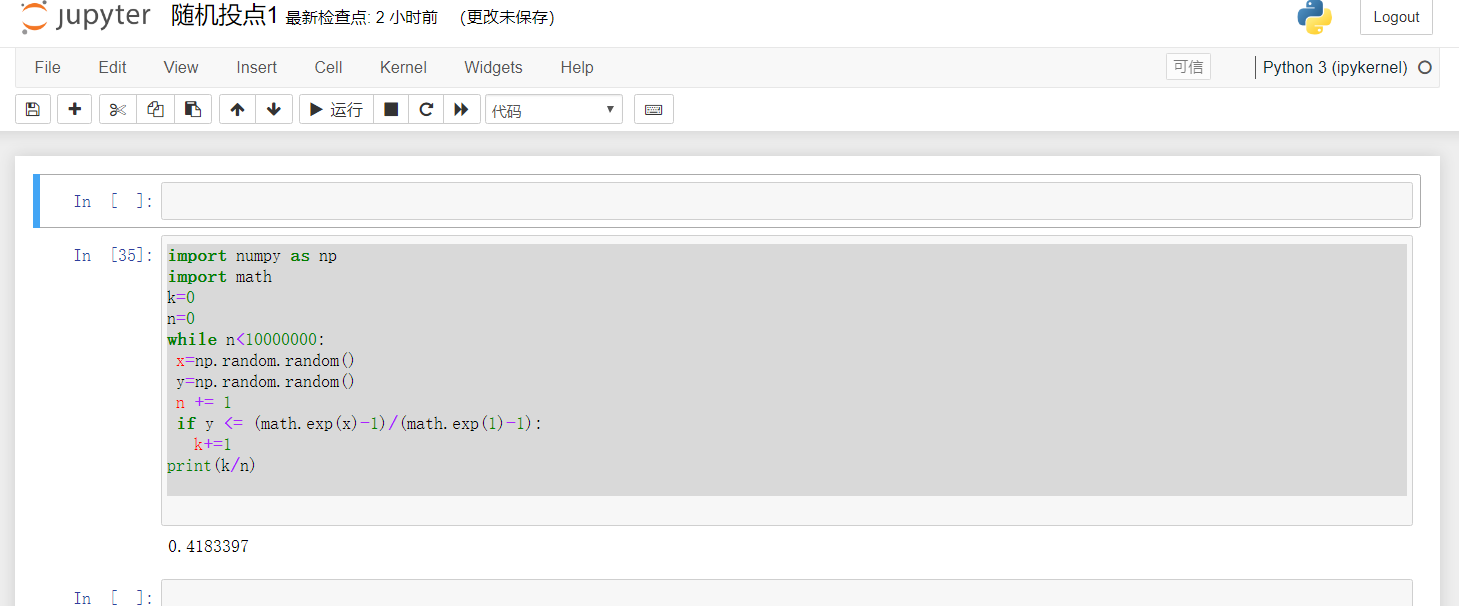 jupyter 随机投点1 最新检查点: 2 小时前 (更改未保存) Logout
File Edit View Insert Cell Kernel Widgets Help 可信 Python 3 (ipykernel)
运行 代码
In [ ]:
In [35]: import numpy as np
import math
k=0
n=0
while n<10000000:
x=np.random.random()
y=np.random.random()
n += 1
if y <= (math.exp(x)-1)/(math.exp(1)-1):
k+=1
print(k/n)
0.4183397
In [ ]: